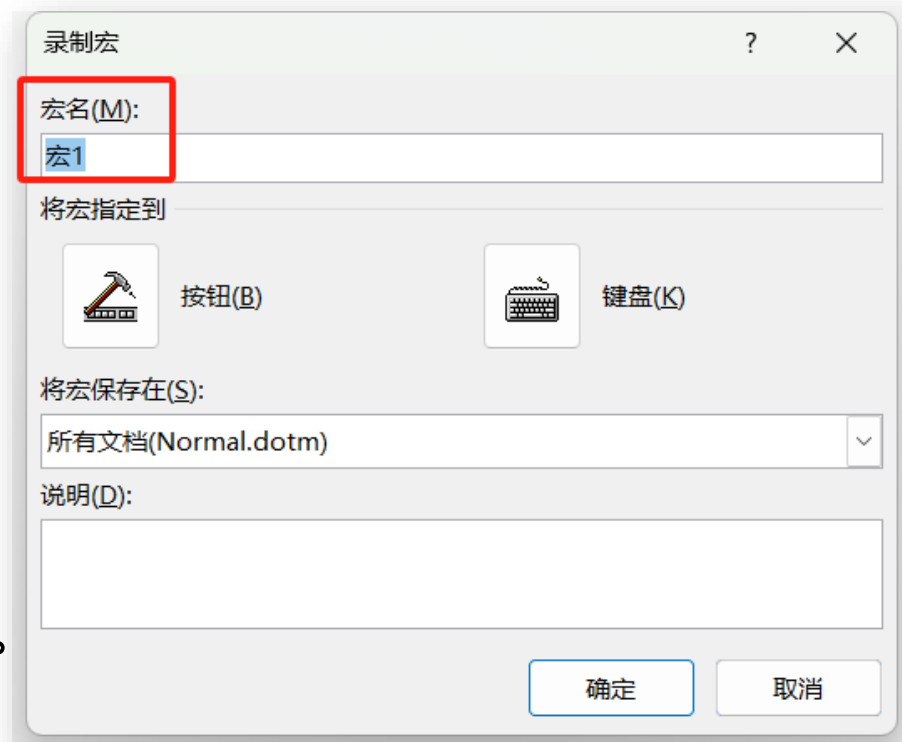 录制宏
?
宏名(M):
宏1
将宏指定到
按钮(B) 键盘(K)
将宏保存在(S):
所有文档(Normal.dotm)
说明(D):
。
确定 取消